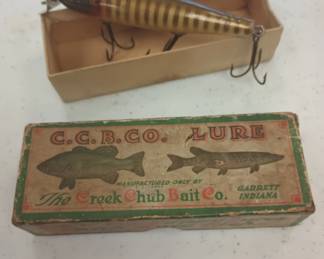 C.C.B.CO. LURE
MANUFACTURED ONLY BY
The Creek Chub Bait Co.
GARRETT
INDIANA